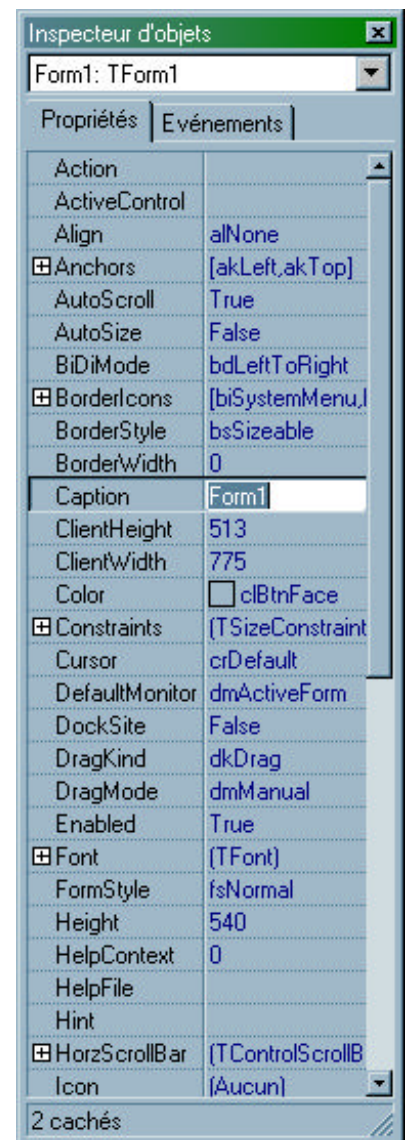 Inspecteur d'objets
Form1: TForm1
Propriétés Evénements
Action
ActiveControl
Align alNone
Anchors [akLeft,akTop]
AutoScroll True
AutoSize False
BiDiMode bdLeftToRight
BorderIcons [biSystemMenu,
BorderStyle bsSizeable
BorderWidth 0
Caption Form1
ClientHeight 513
ClientWidth 775
Color clBtnFace
Constraints (TSizeConstraint
Cursor crDefault
DefaultMonitor dmActiveForm
DockSite False
DragKind dkDrag
DragMode dmManual
Enabled True
Font (TFont)
FormStyle fsNormal
Height 540
HelpContext 0
HelpFile
Hint
HorzScrollBar (TControlScrollB
Icon (Aucun)
2 cachés